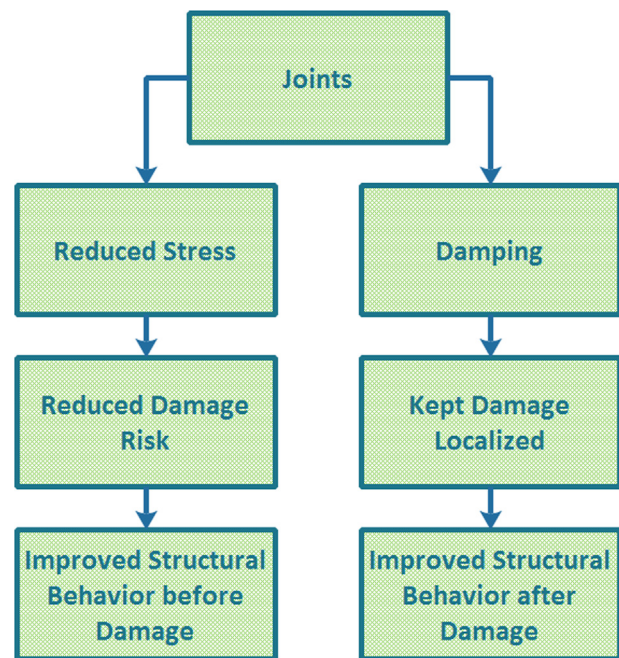 Joints
Reduced Stress
Damping
Reduced Damage
Risk
Kept Damage
Localized
Improved Structural
Behavior before
Damage
Improved Structural
Behavior after
Damage